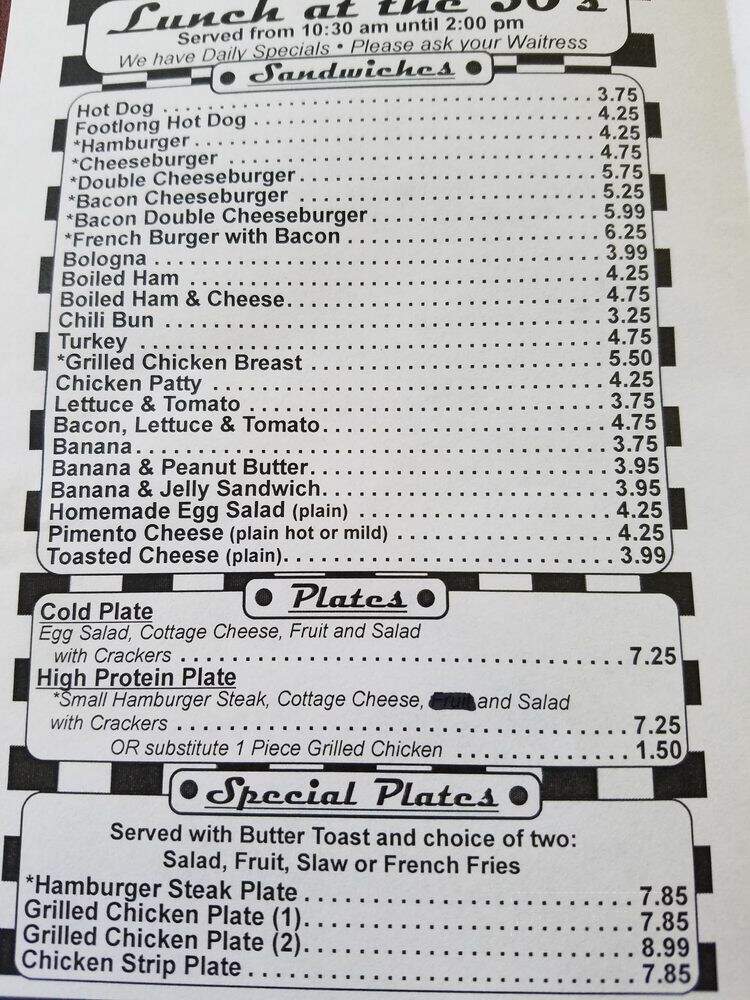 Lunch at the 50's
Served from 10:30 am until 2:00 pm
We have Daily Specials • Please ask your Waitress
• Sandwiches •
Hot Dog 3.75
Footlong Hot Dog 4.25
*Hamburger 4.25
*Cheeseburger 4.75
*Double Cheeseburger 5.75
*Bacon Cheeseburger 5.25
*Bacon Double Cheeseburger 5.99
*French Burger with Bacon 6.25
Bologna 3.99
Boiled Ham 4.25
Boiled Ham & Cheese 4.75
Chili Bun 3.25
Turkey 4.75
*Grilled Chicken Breast 5.50
Chicken Patty 4.25
Lettuce & Tomato 3.75
Bacon, Lettuce & Tomato 4.75
Banana 3.75
Banana & Peanut Butter 3.95
Banana & Jelly Sandwich 3.95
Homemade Egg Salad (plain) 4.25
Pimento Cheese (plain hot or mild) 4.25
Toasted Cheese (plain) 3.99
• Plates •
Cold Plate
Egg Salad, Cottage Cheese, Fruit and Salad
with Crackers 7.25
High Protein Plate
*Small Hamburger Steak, Cottage Cheese, and Salad
with Crackers 7.25
OR substitute 1 Piece Grilled Chicken 1.50
• Special Plates •
Served with Butter Toast and choice of two:
Salad, Fruit, Slaw or French Fries
*Hamburger Steak Plate 7.85
Grilled Chicken Plate (1) 7.85
Grilled Chicken Plate (2) 8.99
Chicken Strip Plate 7.85